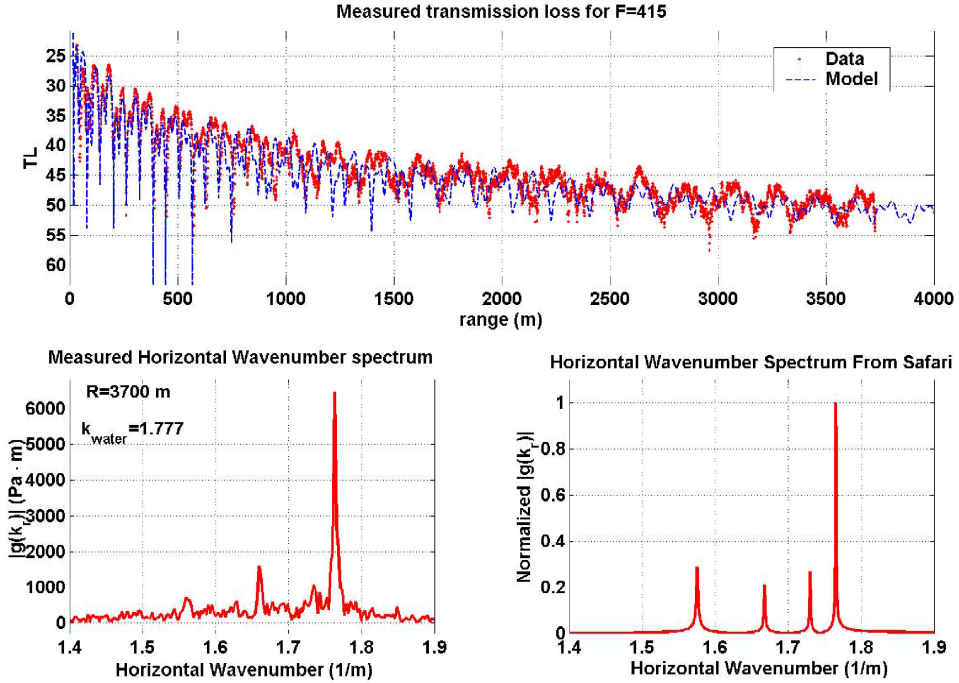 Measured transmission loss for F=415
TL
25
30
35
40
45
50
55
60
Data
Model
0 500 1000 1500 2000 2500 3000 3500 4000
range (m)
Measured Horizontal Wavenumber spectrum
|g(k_r)| (Pa · m)
6000
5000
4000
3000
2000
1000
0
R=3700 m
k_water=1.777
1.4 1.5 1.6 1.7 1.8 1.9
Horizontal Wavenumber (1/m)
Horizontal Wavenumber Spectrum From Safari
Normalized |g(k_r)|
1
0.8
0.6
0.4
0.2
0
1.4 1.5 1.6 1.7 1.8 1.9
Horizontal Wavenumber (1/m)